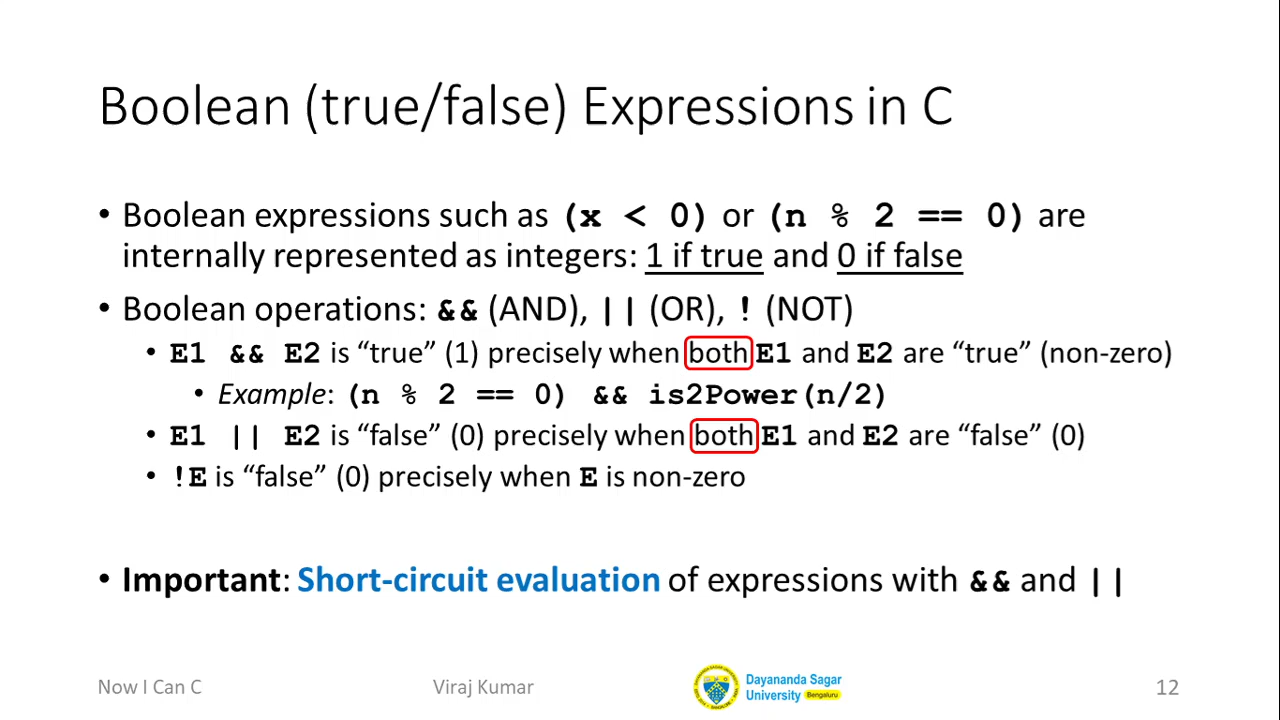 Boolean (true/false) Expressions in C
• Boolean expressions such as (x < 0) or (n % 2 == 0) are
internally represented as integers: 1 if true and 0 if false
• Boolean operations: && (AND), || (OR), ! (NOT)
• E1 && E2 is “true” (1) precisely when both E1 and E2 are “true” (non-zero)
• Example: (n % 2 == 0) && is2Power(n/2)
• E1 || E2 is “false” (0) precisely when both E1 and E2 are “false” (0)
• !E is “false” (0) precisely when E is non-zero
• Important: Short-circuit evaluation of expressions with && and ||
Now I Can C
Viraj Kumar
Dayananda Sagar
University Bengaluru
12